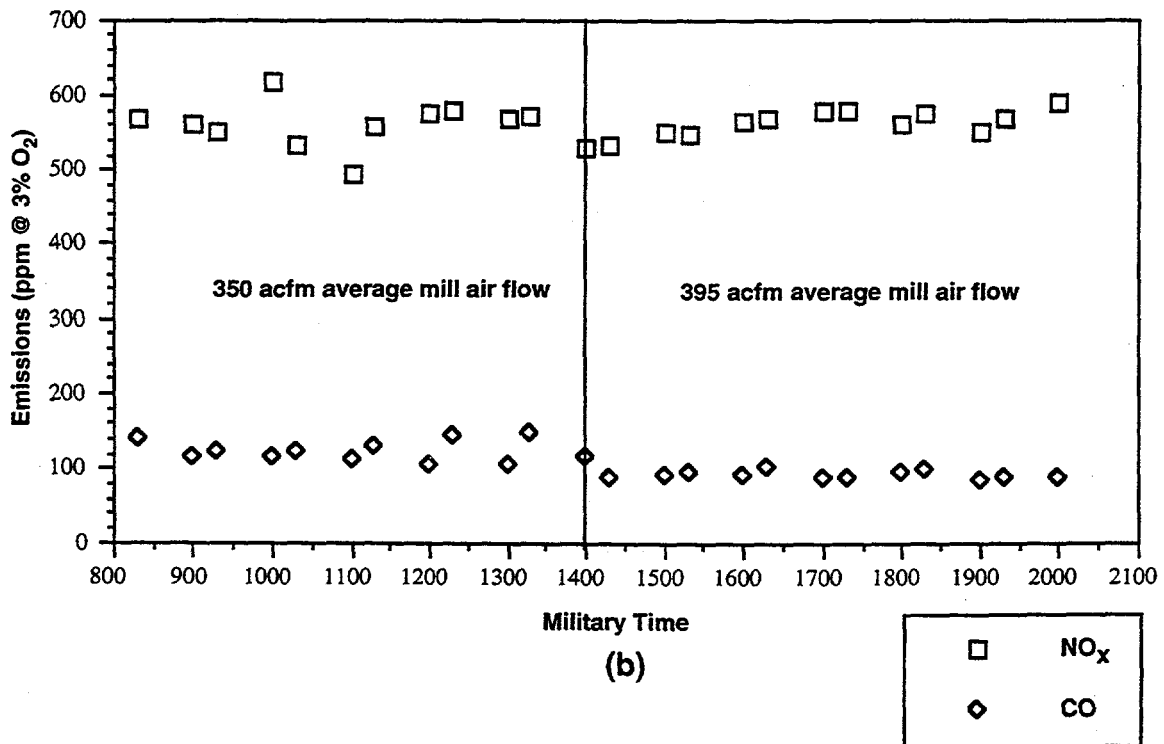 700
600
500
400
300
200
100
0
Emissions (ppm @ 3% O2)
350 acfm average mill air flow
395 acfm average mill air flow
800 900 1000 1100 1200 1300 1400 1500 1600 1700 1800 1900 2000 2100
Military Time
(b)
NOx
CO